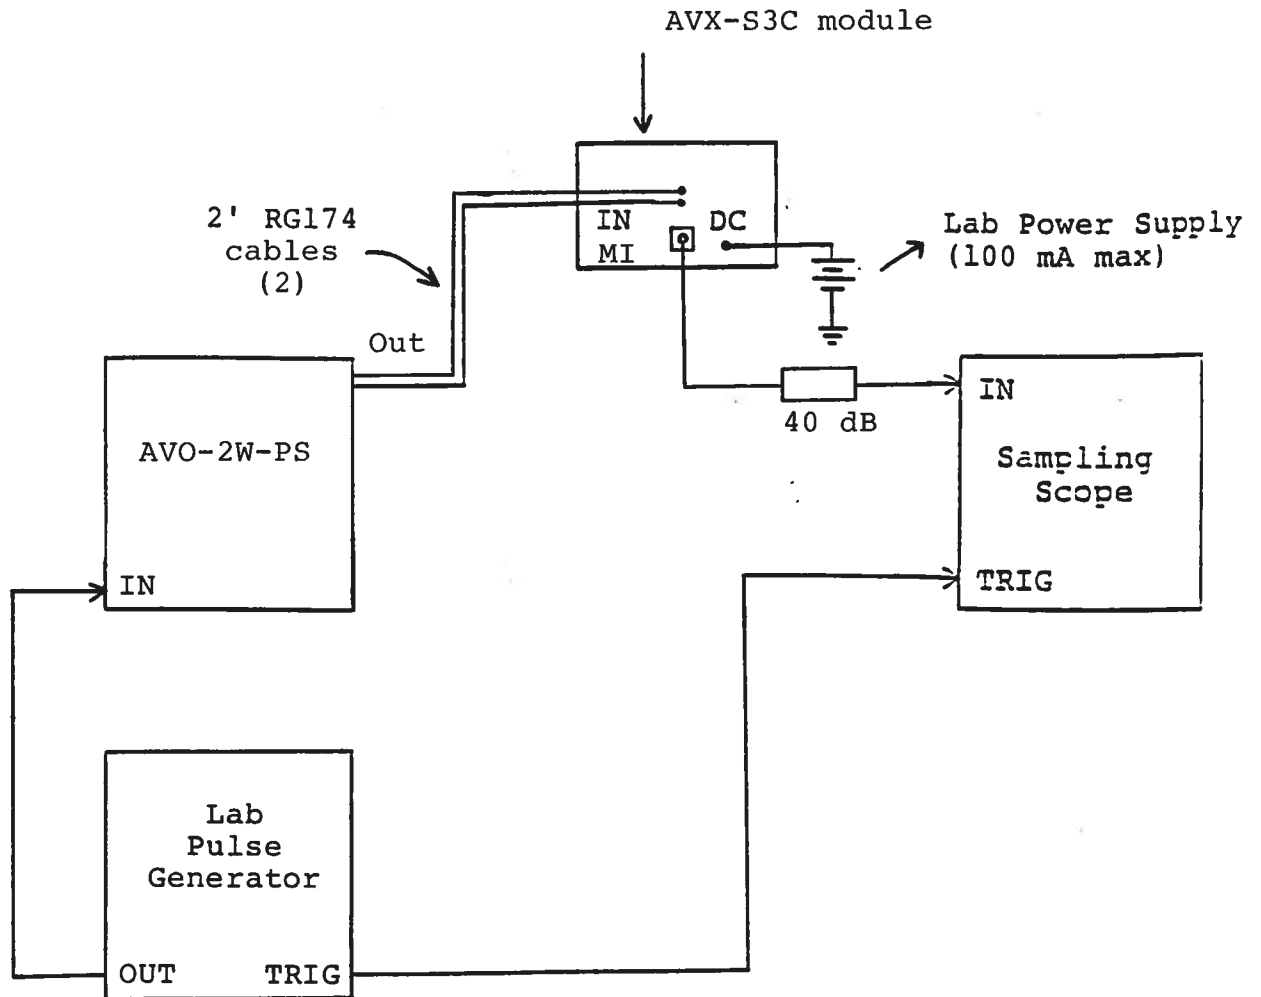 AVX-S3C module
2' RG174
cables
(2)
IN
MI
DC
Lab Power Supply
(100 mA max)
Out
AVO-2W-PS
IN
40 dB
IN
Sampling
Scope
TRIG
Lab
Pulse
Generator
OUT
TRIG